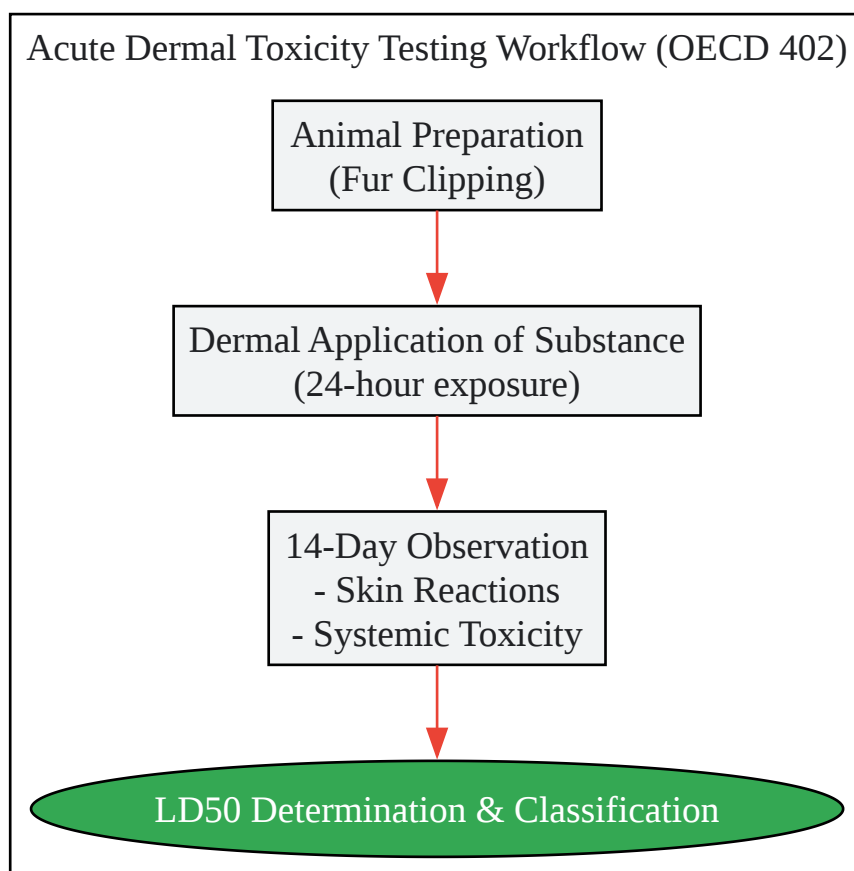 Acute Dermal Toxicity Testing Workflow (OECD 402)
Animal Preparation
(Fur Clipping)
Dermal Application of Substance
(24-hour exposure)
14-Day Observation
- Skin Reactions
- Systemic Toxicity
LD50 Determination & Classification